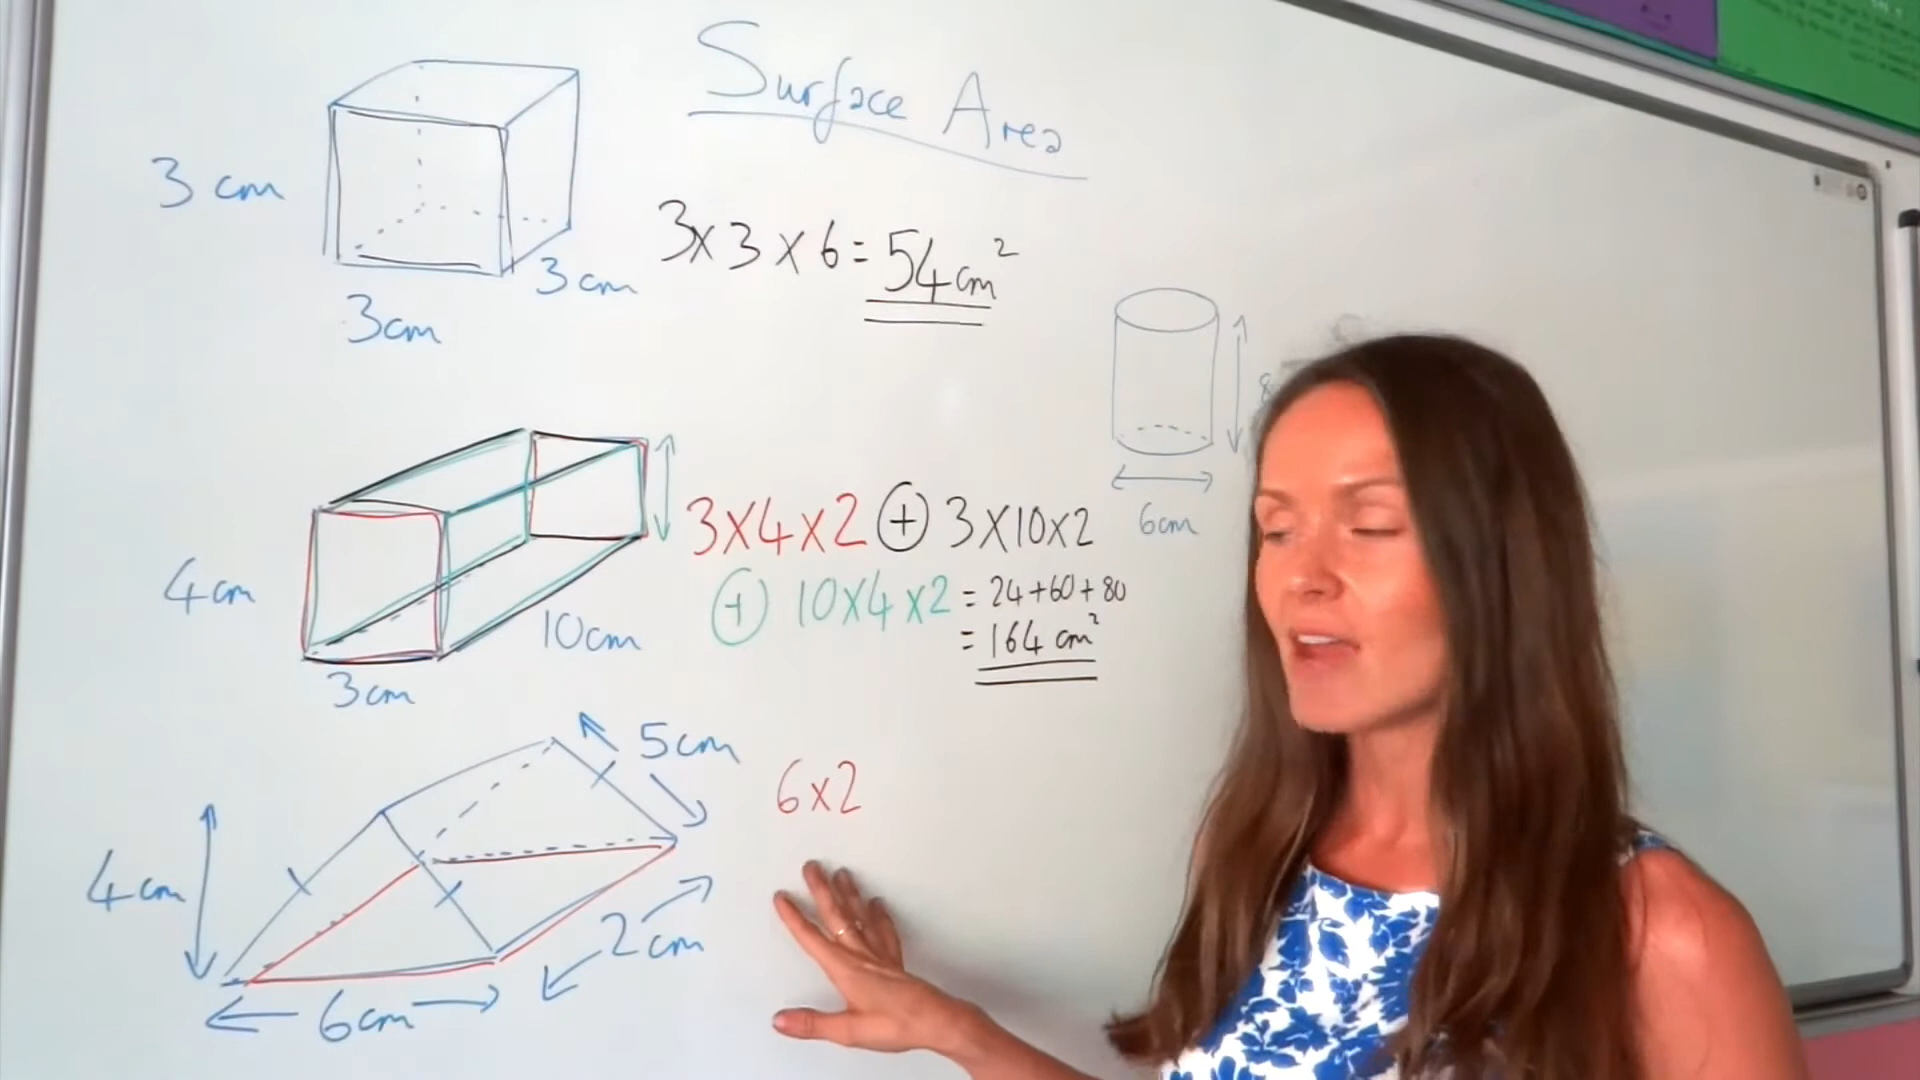 Surface Area
3 cm
3 cm
3cm
3x3x6= 54cm²
8
6cm
4cm
10cm
3cm
3x4x2 + 3x10x2
+ 10x4x2 = 24+60+80
= 164 cm²
5cm
4cm
2cm
6cm
6x2